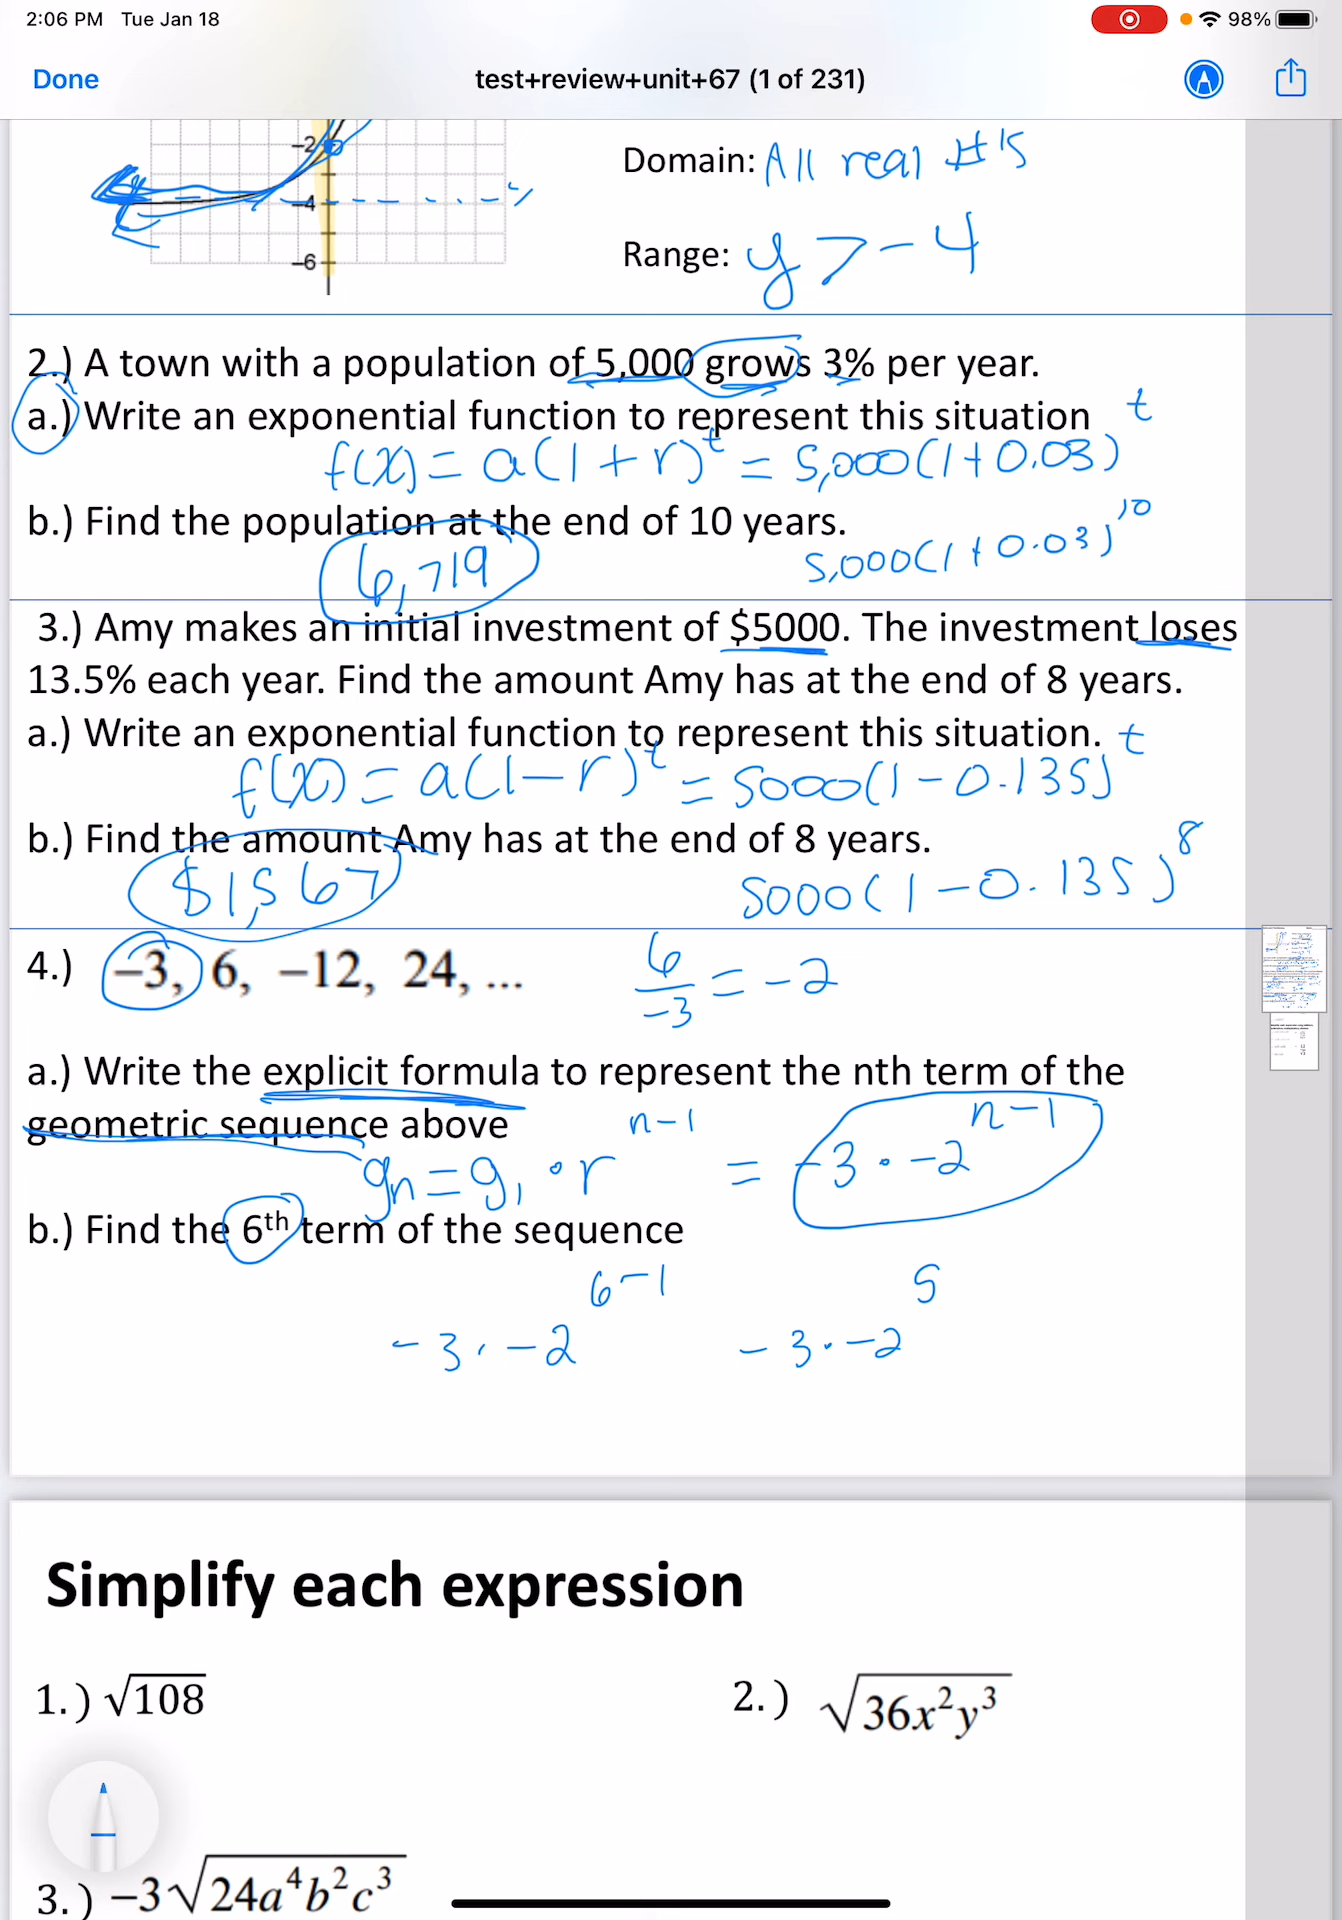 2:06 PM Tue Jan 18 98%
Done test+review+unit+67 (1 of 231)
-2
-4
-6
Domain: All real #'s
Range: y > -4
2.) A town with a population of 5,000 grows 3% per year.
a.) Write an exponential function to represent this situation
f(x) = a(1+r)^t = 5,000(1+0.03)^t
b.) Find the population at the end of 10 years.
6,719 5,000(1+0.03)^10
3.) Amy makes an initial investment of $5000. The investment loses
13.5% each year. Find the amount Amy has at the end of 8 years.
a.) Write an exponential function to represent this situation.
f(x) = a(1-r)^t = 5000(1-0.135)^t
b.) Find the amount Amy has at the end of 8 years.
$1,567 5000(1-0.135)^8
4.) -3, 6, -12, 24, ... 6/-3 = -2
a.) Write the explicit formula to represent the nth term of the
geometric sequence above
gn = g1 · r^n-1 = -3 · -2^n-1
b.) Find the 6th term of the sequence
-3 · -2^6-1 -3 · -2^5
Simplify each expression
1.) √108 2.) √36x²y³
3.) -3√24a⁴b²c³